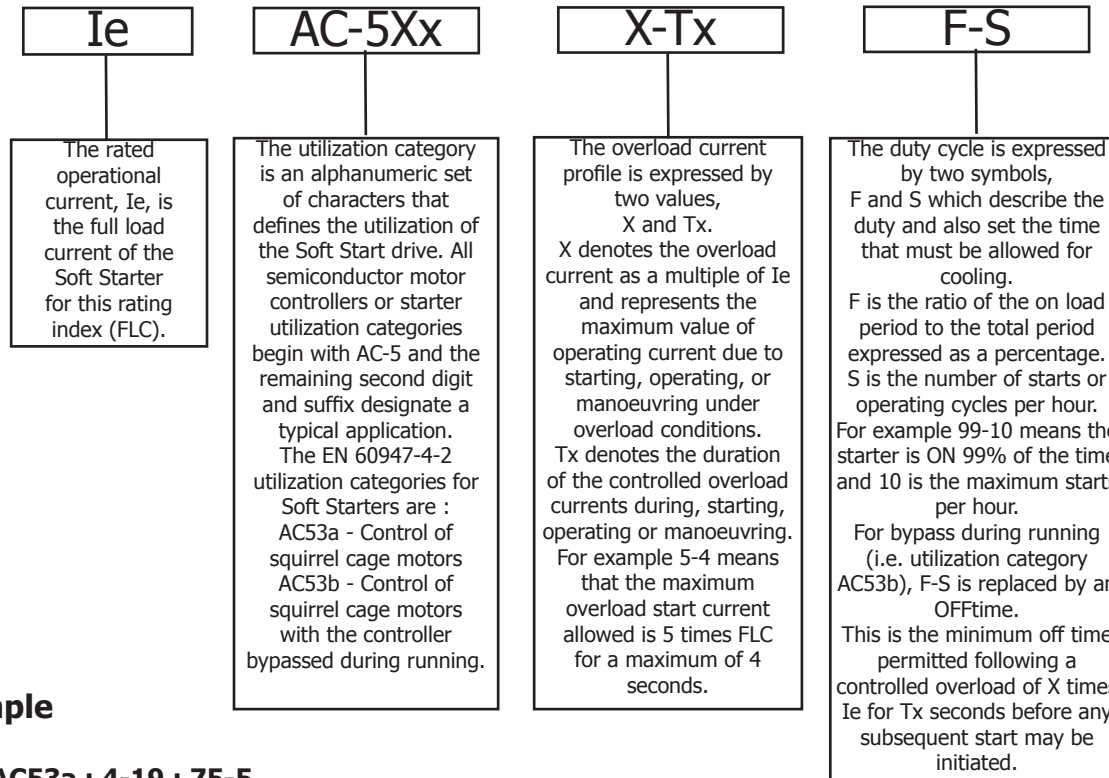 Ie
AC-5Xx
X-Tx
F-S
The rated
operational
current, Ie, is
the full load
current of the
Soft Starter
for this rating
index (FLC).
The utilization category
is an alphanumeric set
of characters that
defines the utilization of
the Soft Start drive. All
semiconductor motor
controllers or starter
utilization categories
begin with AC-5 and the
remaining second digit
and suffix designate a
typical application.
The EN 60947-4-2
utilization categories for
Soft Starters are :
AC53a - Control of
squirrel cage motors
AC53b - Control of
squirrel cage motors
with the controller
bypassed during running.
The overload current
profile is expressed by
two values,
X and Tx.
X denotes the overload
current as a multiple of Ie
and represents the
maximum value of
operating current due to
starting, operating, or
manoeuvring under
overload conditions.
Tx denotes the duration
of the controlled overload
currents during, starting,
operating or manoeuvring.
For example 5-4 means
that the maximum
overload start current
allowed is 5 times FLC
for a maximum of 4
seconds.
The duty cycle is expressed
by two symbols,
F and S which describe the
duty and also set the time
that must be allowed for
cooling.
F is the ratio of the on load
period to the total period
expressed as a percentage.
S is the number of starts or
operating cycles per hour.
For example 99-10 means the
starter is ON 99% of the time
and 10 is the maximum starts
per hour.
For bypass during running
(i.e. utilization category
AC53b), F-S is replaced by an
OFFtime.
This is the minimum off time
permitted following a
controlled overload of X times
Ie for Tx seconds before any
subsequent start may be
initiated.
AC53a : 4-19 : 75-5